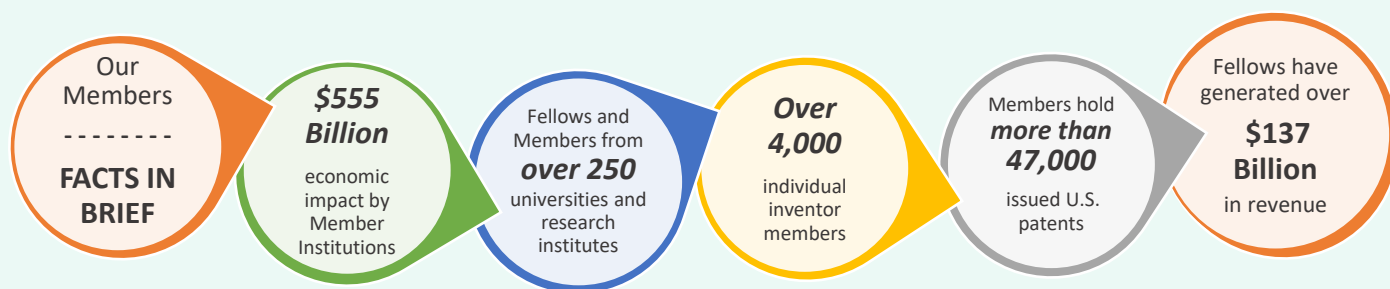 Our
Members
- - - - - - - -
FACTS IN
BRIEF
$555
Billion
economic
impact by
Member
Institutions
Fellows and
Members from
over 250
universities and
research
institutes
Over
4,000
individual
inventor
members
Members hold
more than
47,000
issued U.S.
patents
Fellows have
generated over
$137
Billion
in revenue